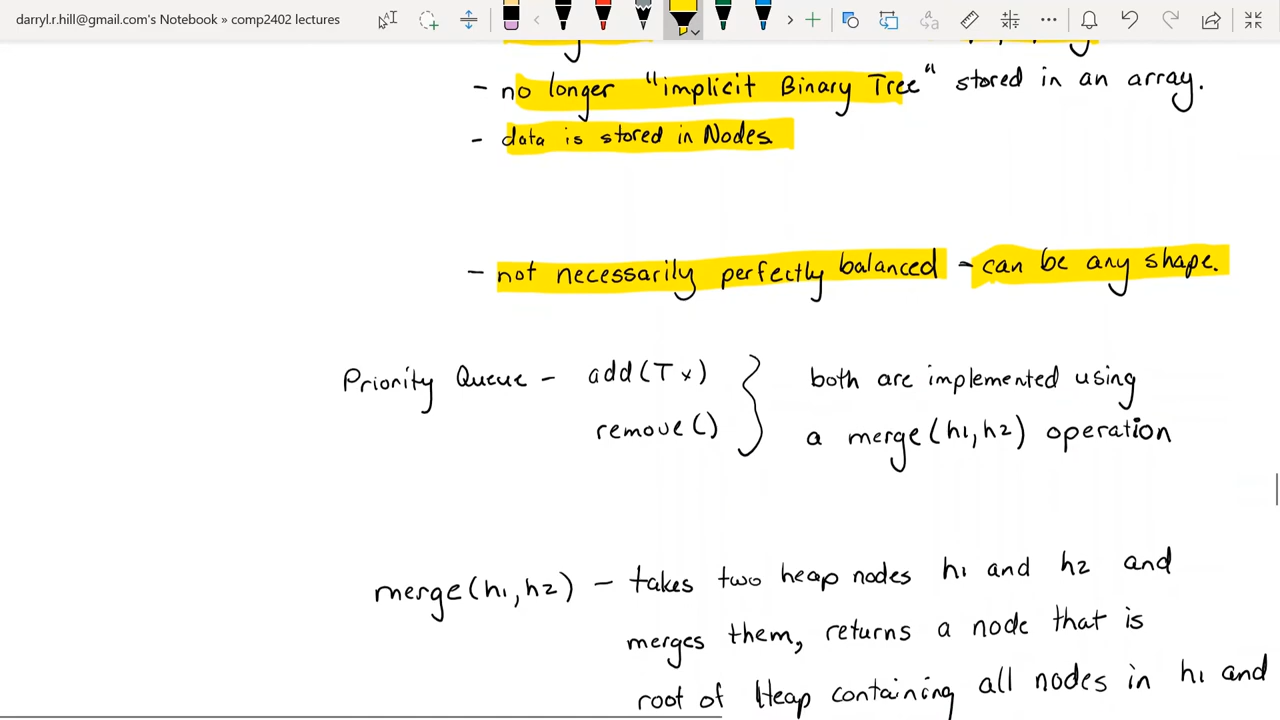 darryl.r.hill@gmail.com's Notebook » comp2402 lectures
- no longer "implicit Binary Tree" stored in an array.
- data is stored in Nodes
- not necessarily perfectly balanced - can be any shape.
Priority Queue - add(T x) } both are implemented using
remove() a merge(h1, h2) operation
merge(h1, h2) - takes two heap nodes h1 and h2 and
merges them, returns a node that is
root of Heap containing all nodes in h1 and